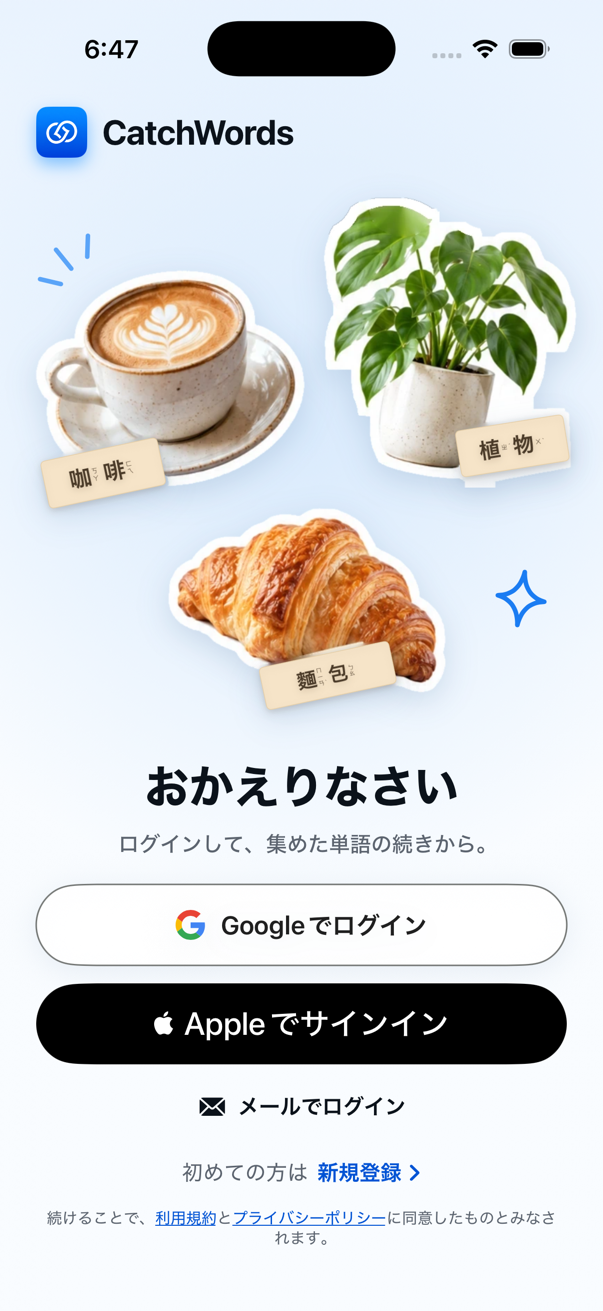 6:47
CatchWords
咖啡
植物
麵包
おかえりなさい
ログインして、集めた単語の続きから。
Googleでログイン
Appleでサインイン
メールでログイン
初めての方は 新規登録
続けることで、利用規約とプライバシーポリシーに同意したものとみなさ
れます。